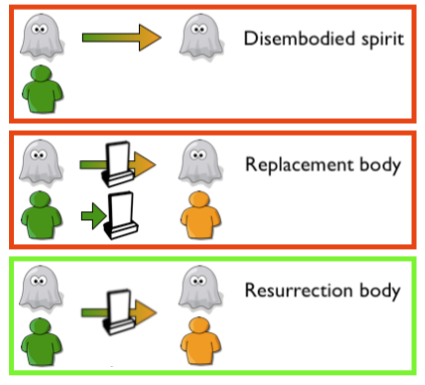 Disembodied spirit
Replacement body
Resurrection body